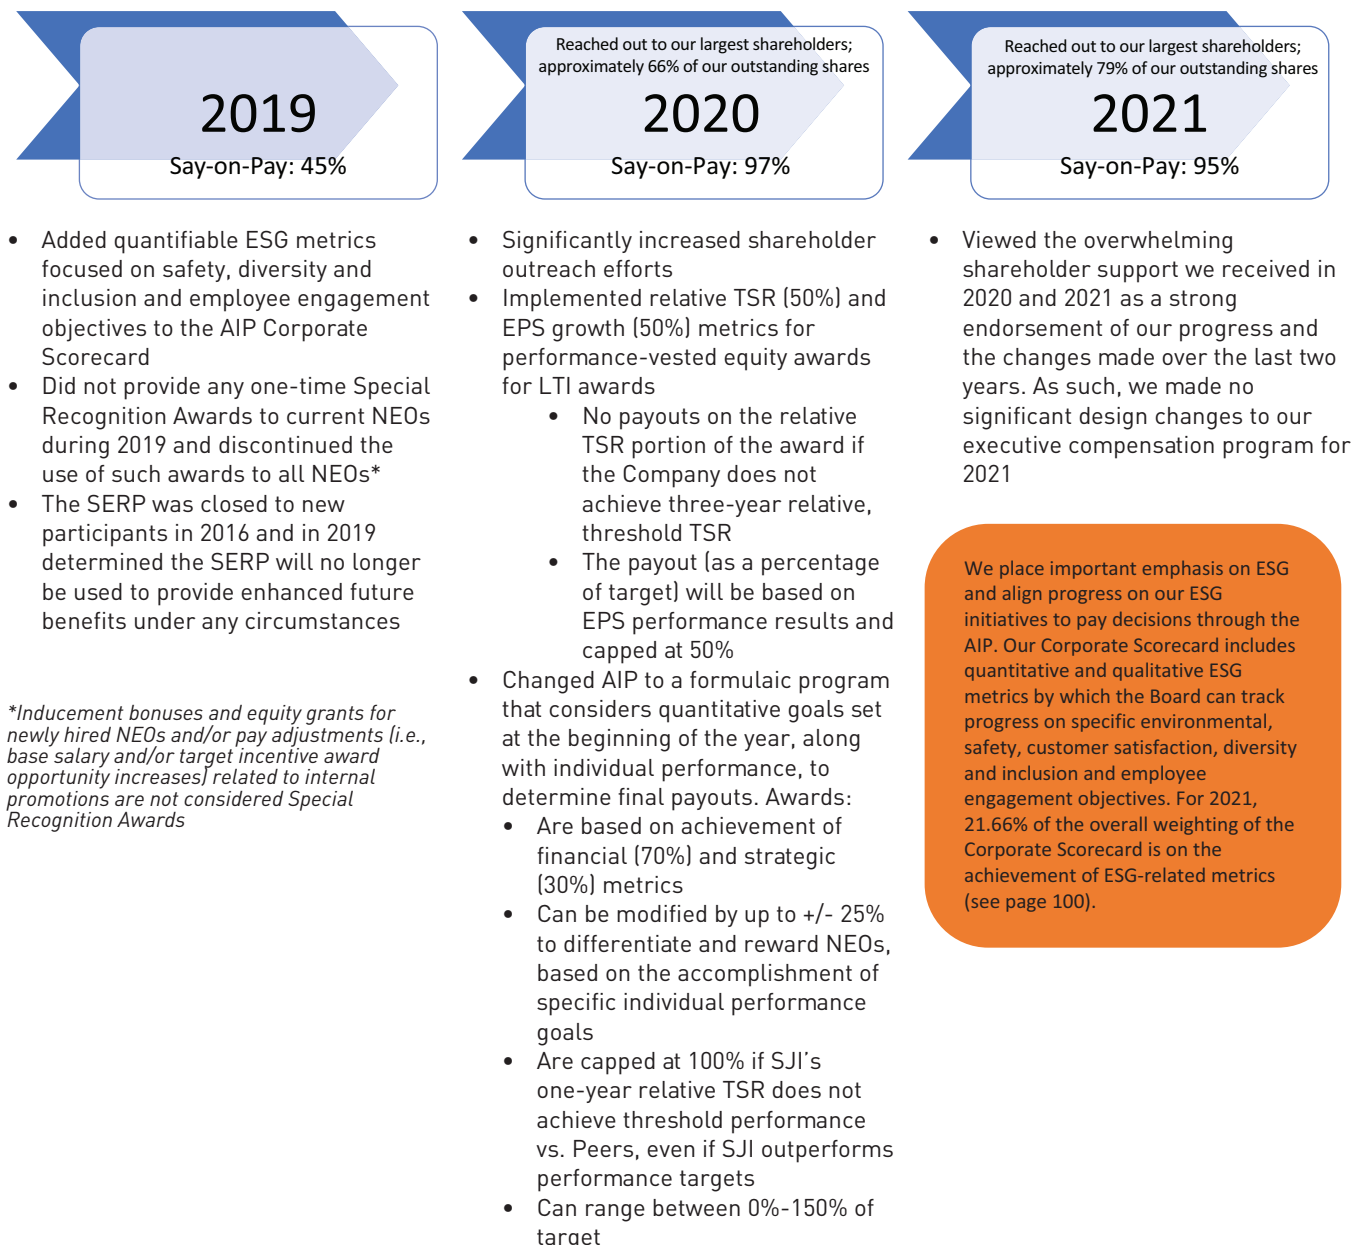 2019
Say-on-Pay: 45%
• Added quantifiable ESG metrics
focused on safety, diversity and
inclusion and employee engagement
objectives to the AIP Corporate
Scorecard
• Did not provide any one-time Special
Recognition Awards to current NEOs
during 2019 and discontinued the
use of such awards to all NEOs*
• The SERP was closed to new
participants in 2016 and in 2019
determined the SERP will no longer
be used to provide enhanced future
benefits under any circumstances
*Inducement bonuses and equity grants for
newly hired NEOs and/or pay adjustments (i.e.,
base salary and/or target incentive award
opportunity increases) related to internal
promotions are not considered Special
Recognition Awards
Reached out to our largest shareholders;
approximately 66% of our outstanding shares
2020
Say-on-Pay: 97%
• Significantly increased shareholder
outreach efforts
• Implemented relative TSR (50%) and
EPS growth (50%) metrics for
performance-vested equity awards
for LTI awards
• No payouts on the relative
TSR portion of the award if
the Company does not
achieve three-year relative,
threshold TSR
• The payout (as a percentage
of target) will be based on
EPS performance results and
capped at 50%
• Changed AIP to a formulaic program
that considers quantitative goals set
at the beginning of the year, along
with individual performance, to
determine final payouts. Awards:
• Are based on achievement of
financial (70%) and strategic
(30%) metrics
• Can be modified by up to +/- 25%
to differentiate and reward NEOs,
based on the accomplishment of
specific individual performance
goals
• Are capped at 100% if SJI’s
one-year relative TSR does not
achieve threshold performance
vs. Peers, even if SJI outperforms
performance targets
• Can range between 0%-150% of
target
Reached out to our largest shareholders;
approximately 79% of our outstanding shares
2021
Say-on-Pay: 95%
• Viewed the overwhelming
shareholder support we received in
2020 and 2021 as a strong
endorsement of our progress and
the changes made over the last two
years. As such, we made no
significant design changes to our
executive compensation program for
2021
We place important emphasis on ESG
and align progress on our ESG
initiatives to pay decisions through the
AIP. Our Corporate Scorecard includes
quantitative and qualitative ESG
metrics by which the Board can track
progress on specific environmental,
safety, customer satisfaction, diversity
and inclusion and employee
engagement objectives. For 2021,
21.66% of the overall weighting of the
Corporate Scorecard is on the
achievement of ESG-related metrics
(see page 100).